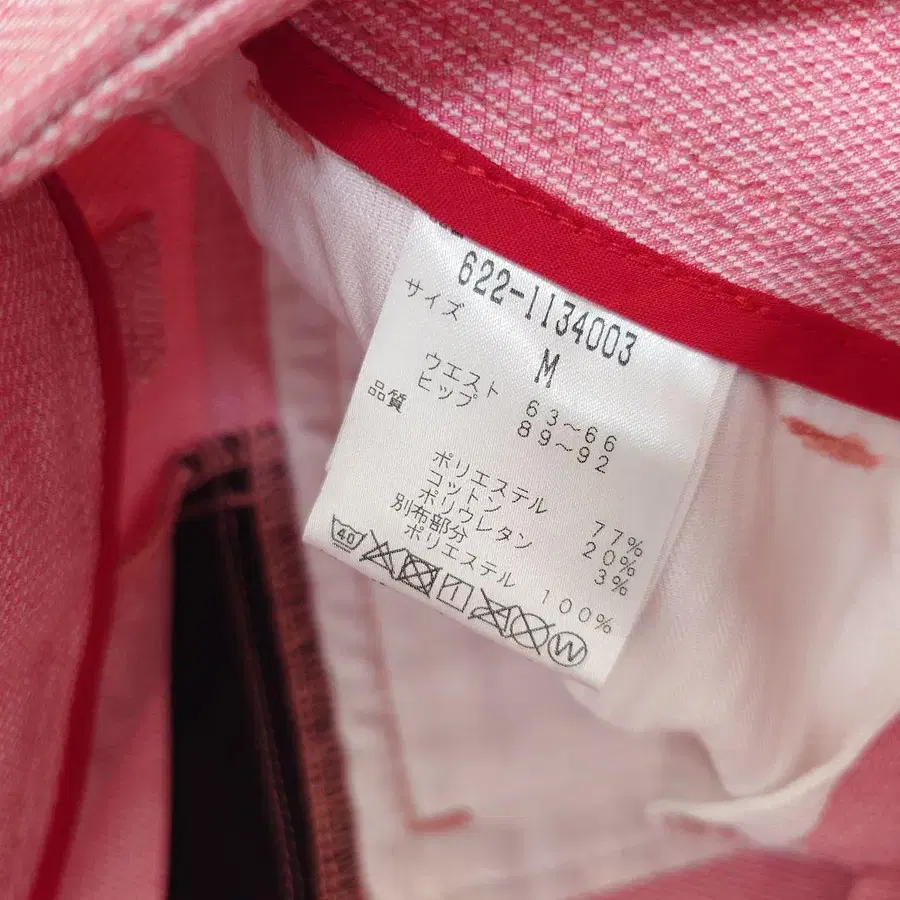 622-1134003
サイズ M
ウエスト 63~66
ヒップ 89~92
品質
ポリエステル 77%
コットン 20%
ポリウレタン 3%
別布部分
ポリエステル 100%
40 W